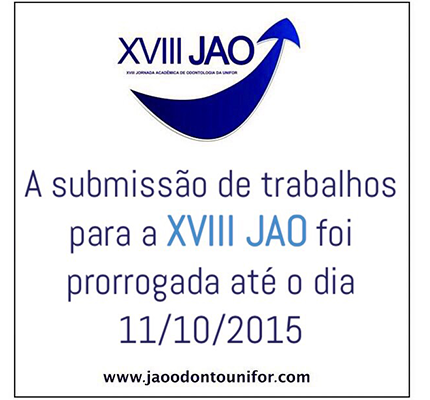 XVIII JAO
XVIII JORNADA ACADÊMICA DE ODONTOLOGIA DA UNIFOR
A submissão de trabalhos
para a XVIII JAO foi
prorrogada até o dia
11/10/2015
www.jaoodontounifor.com